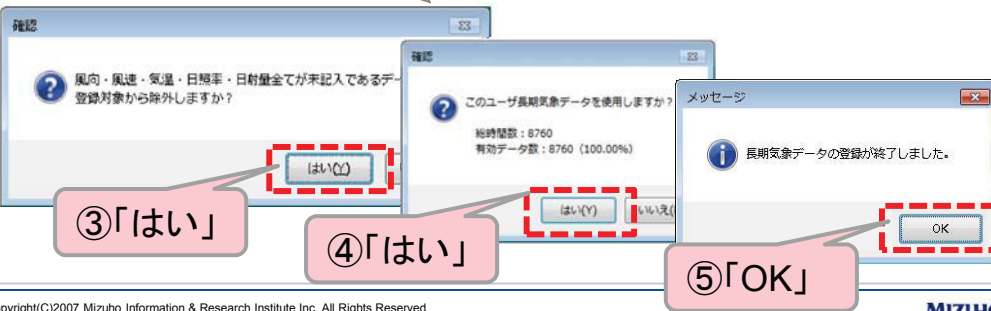 確認
風向・風速・気温・日照率・日射量全てが未記入であるデー
登録対象から除外しますか？
はい(Y)
③「はい」
確認
このユーザ長期気象データを使用しますか？
総時間数：8760
有効データ数：8760（100.00%）
はい(Y)
いいえ(
④「はい」
メッセージ
長期気象データの登録が終了しました。
OK
⑤「OK」
opyright(C)2007 Mizuho Information & Research Institute Inc. All Rights Reserved
MIZUHO